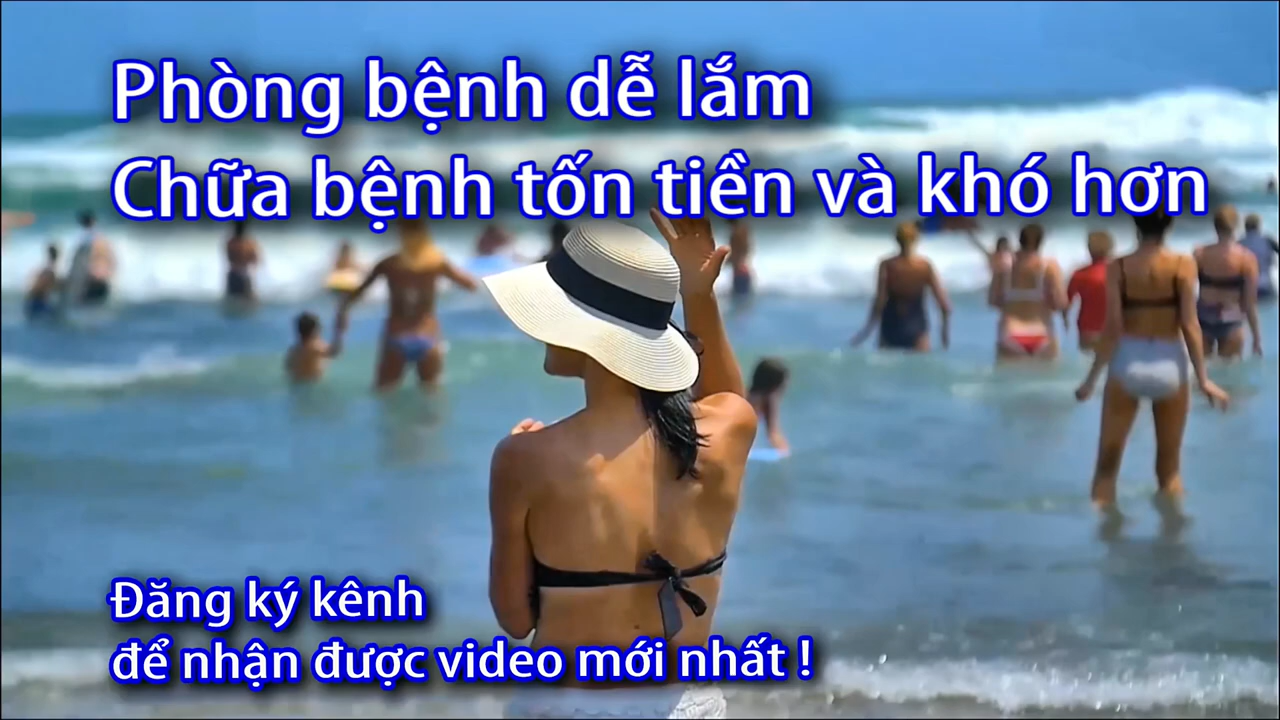 Phòng bệnh dễ lắm
Chữa bệnh tốn tiền và khó hơn
Đăng ký kênh
để nhận được video mới nhất !